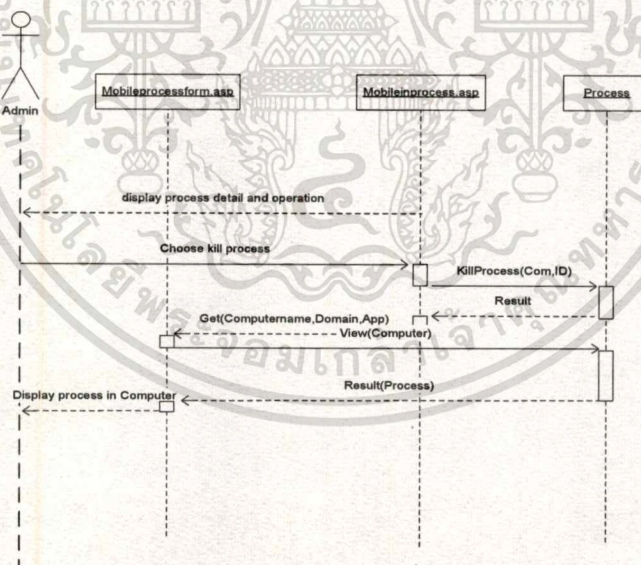 Admin
Mobileprocessform.asp
Mobileinprocess.asp
Process
display process detail and operation
Choose kill process
KillProcess(Com,ID)
Result
Get(Computername,Domain,App)
View(Computer)
Result(Process)
Display process in Computer